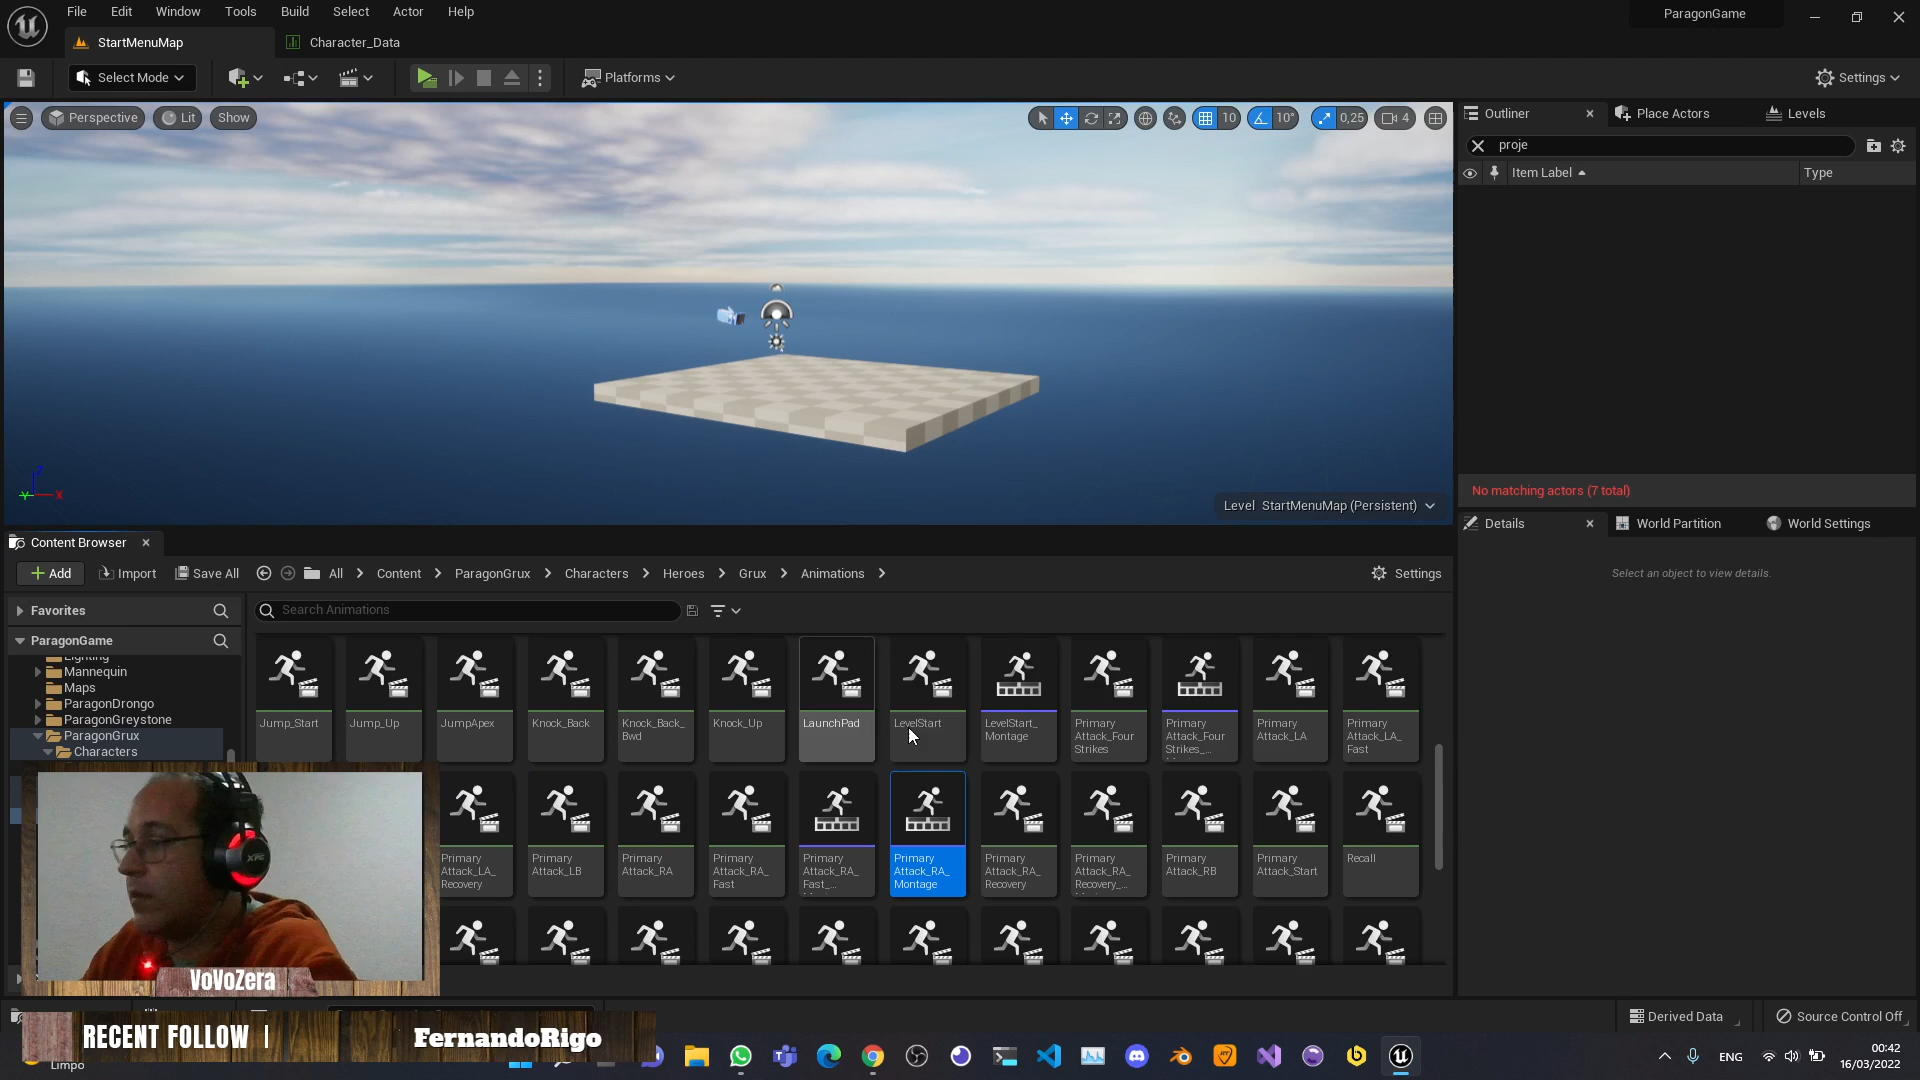 File Edit Window Tools Build Select Actor Help
ParagonGame
StartMenuMap
Character_Data
Select Mode
Platforms
Settings
Perspective
Lit
Show
10
10°
0,25
4
Level StartMenuMap (Persistent)
Outliner
Place Actors
Levels
proje
Item Label
Type
No matching actors (7 total)
Details
World Partition
World Settings
Select an object to view details.
Content Browser
Add
Import
Save All
All
Content
ParagonGrux
Characters
Heroes
Grux
Animations
Settings
Favorites
Search Animations
ParagonGame
Lighting
Mannequin
Maps
ParagonDrongo
ParagonGreystone
ParagonGrux
Characters
Jump_Start
Jump_Up
JumpApex
Knock_Back
Knock_Back_
Bwd
Knock_Up
LaunchPad
LevelStart
LevelStart_
Montage
Primary
Attack_Four
Strikes
Primary
Attack_Four
Strikes_...
Primary
Attack_LA
Primary
Attack_LA_
Fast
Primary
Attack_LA_
Recovery
Primary
Attack_LB
Primary
Attack_RA
Primary
Attack_RA_
Fast
Primary
Attack_RA_
Fast_...
Primary
Attack_RA_
Montage
Primary
Attack_RA_
Recovery
Primary
Attack_RA_
Recovery_...
Primary
Attack_RB
Primary
Attack_Start
Recall
XPG
VoVoZera
RECENT FOLLOW |
FernandoRigo
Derived Data
Source Control Off
Limpo
ENG
00:42
16/03/2022